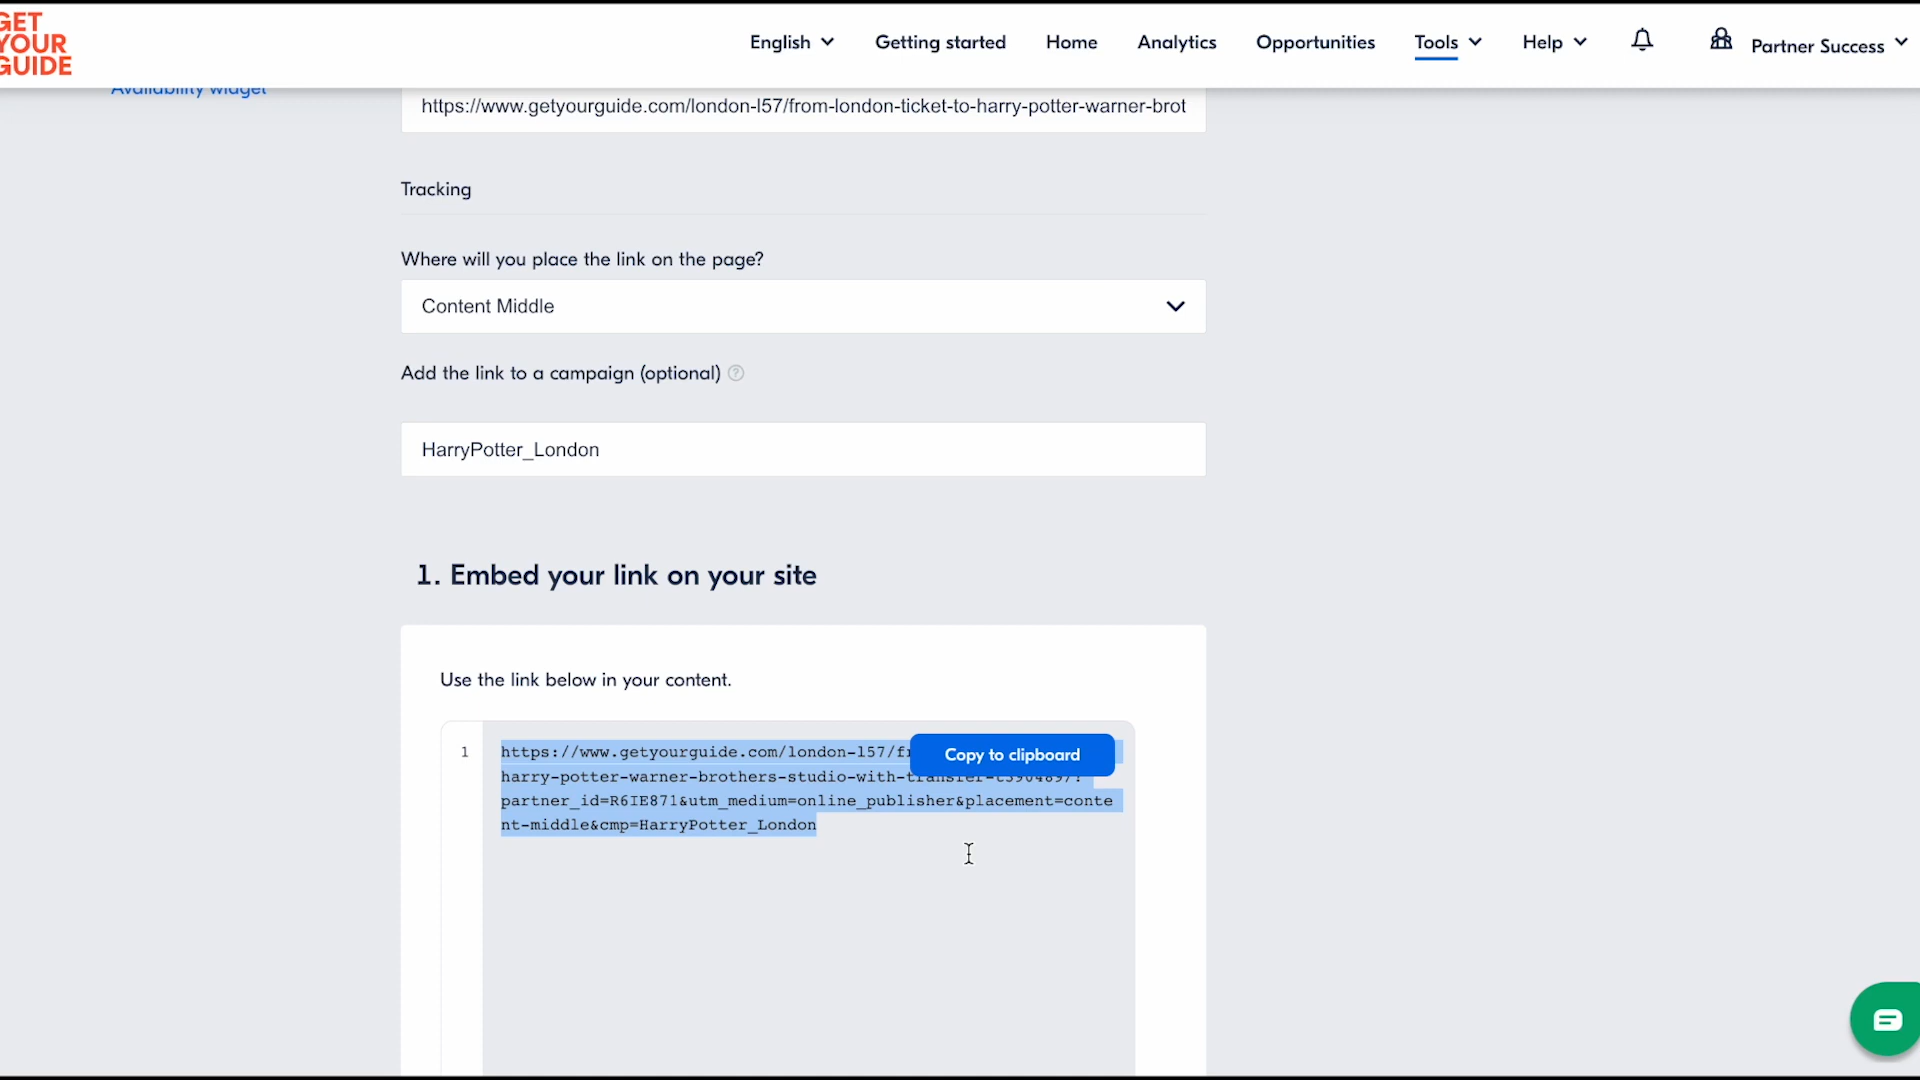 GET
YOUR
GUIDE
English
Getting started
Home
Analytics
Opportunities
Tools
Help
Partner Success
Availability widget
https://www.getyourguide.com/london-l57/from-london-ticket-to-harry-potter-warner-brot
Tracking
Where will you place the link on the page?
Content Middle
Add the link to a campaign (optional) ?
HarryPotter_London
1. Embed your link on your site
Use the link below in your content.
1
https://www.getyourguide.com/london-l57/fr
Copy to clipboard
harry-potter-warner-brothers-studio-with-transfer-t390489/?
partner_id=R6IE871&utm_medium=online_publisher&placement=conte
nt-middle&cmp=HarryPotter_London